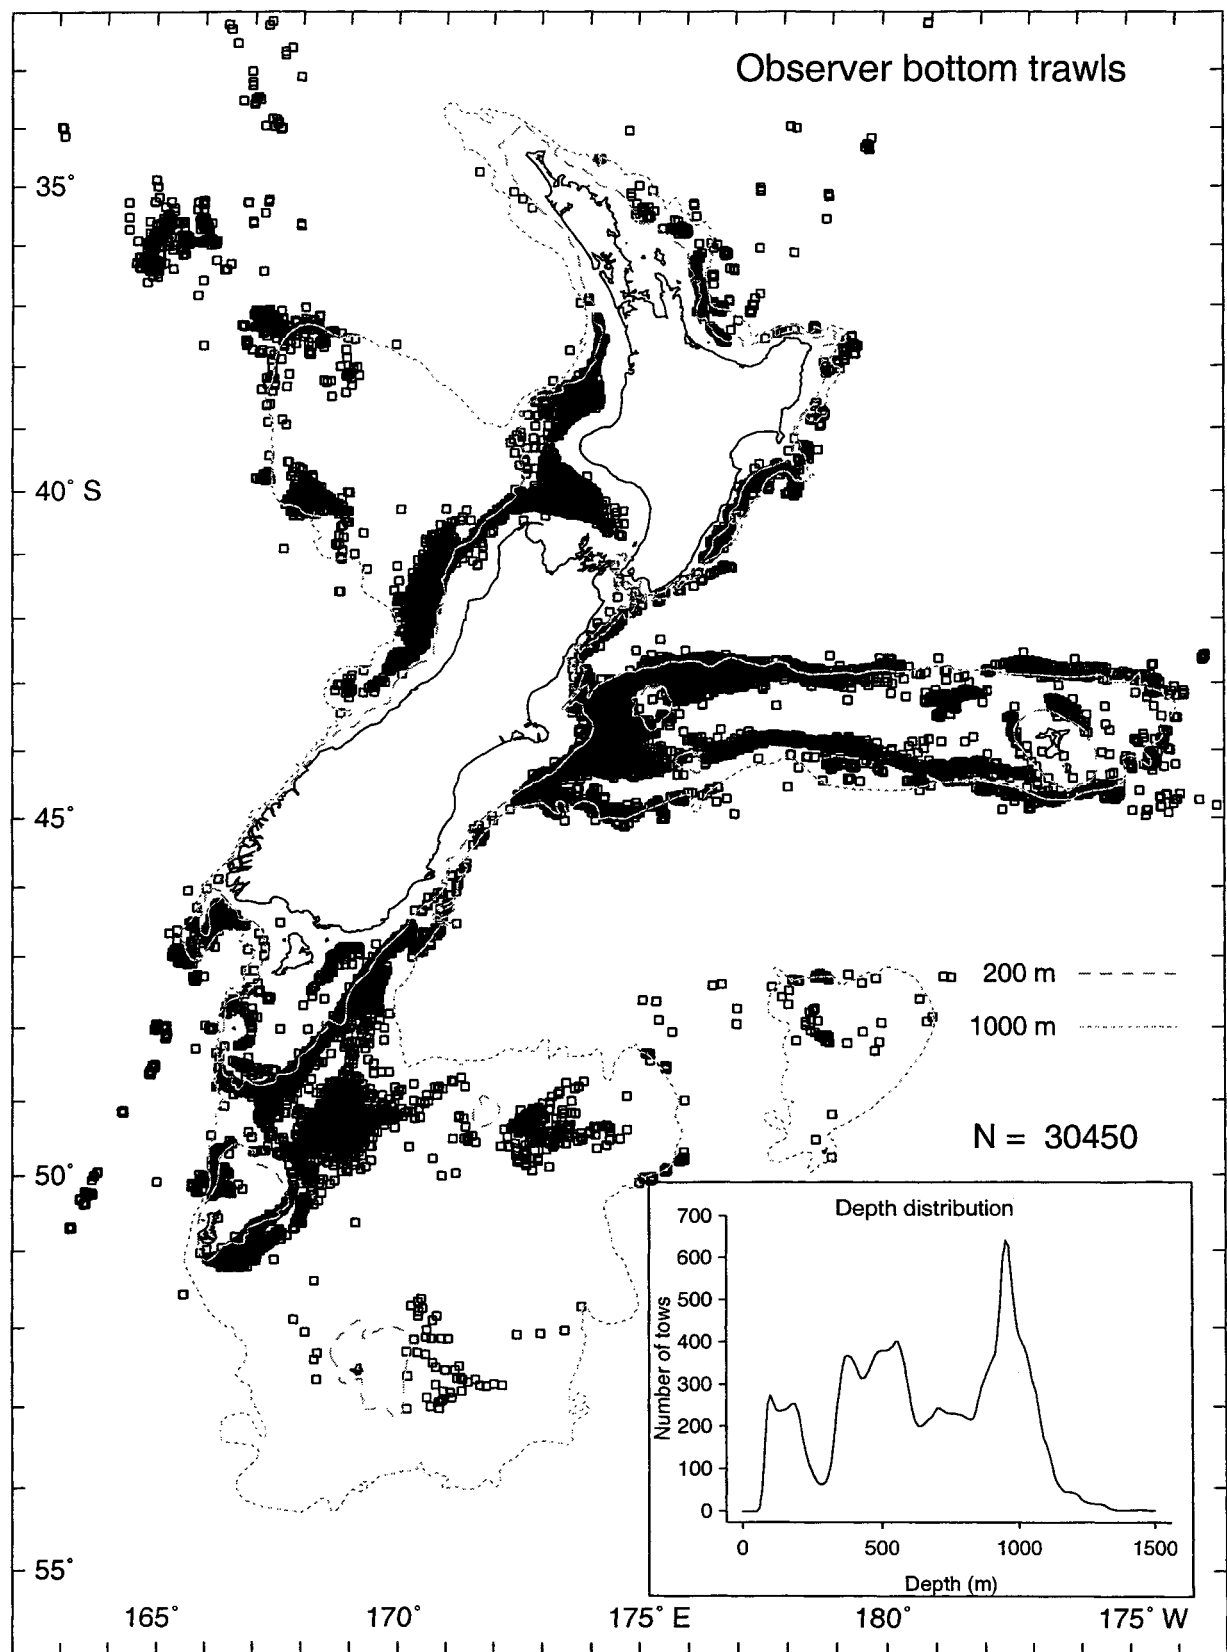 Observer bottom trawls
35°
40° S
45°
50°
55°
165°
170°
175° E
180°
175° W
200 m
1000 m
N = 30450
Depth distribution
Number of tows
700
600
500
400
300
200
100
0
0
500
1000
1500
Depth (m)